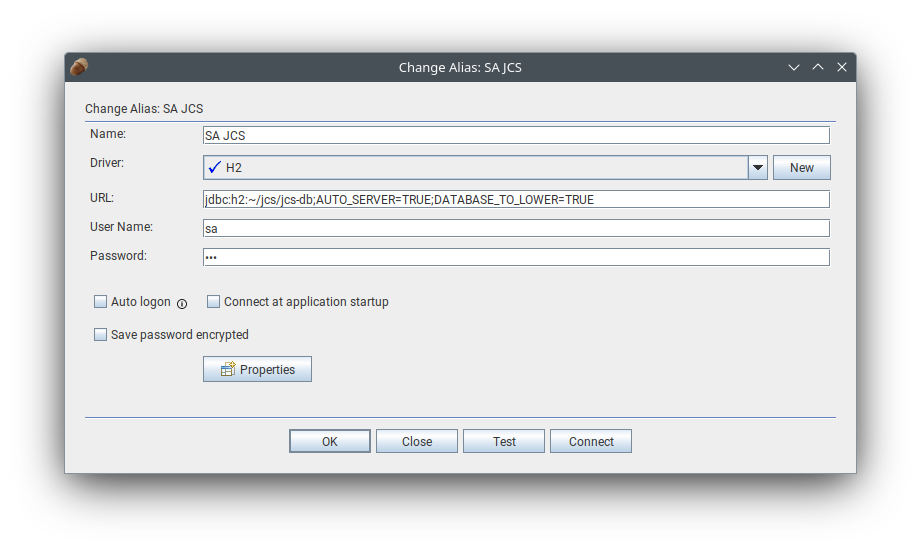 Change Alias: SA JCS
Change Alias: SA JCS
Name: SA JCS
Driver: H2 New
URL: jdbc:h2:~/jcs/jcs-db;AUTO_SERVER=TRUE;DATABASE_TO_LOWER=TRUE
User Name: sa
Password: •••
Auto logon Connect at application startup
Save password encrypted
Properties
OK Close Test Connect